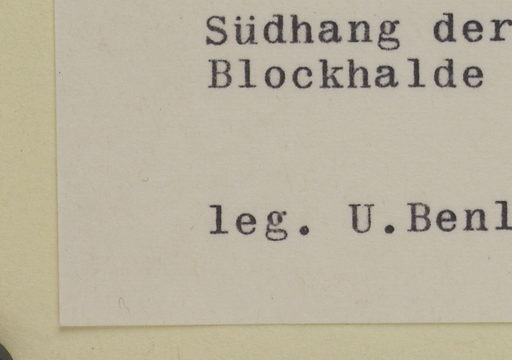 Südhang der
Blockhalde
leg. U.Benl